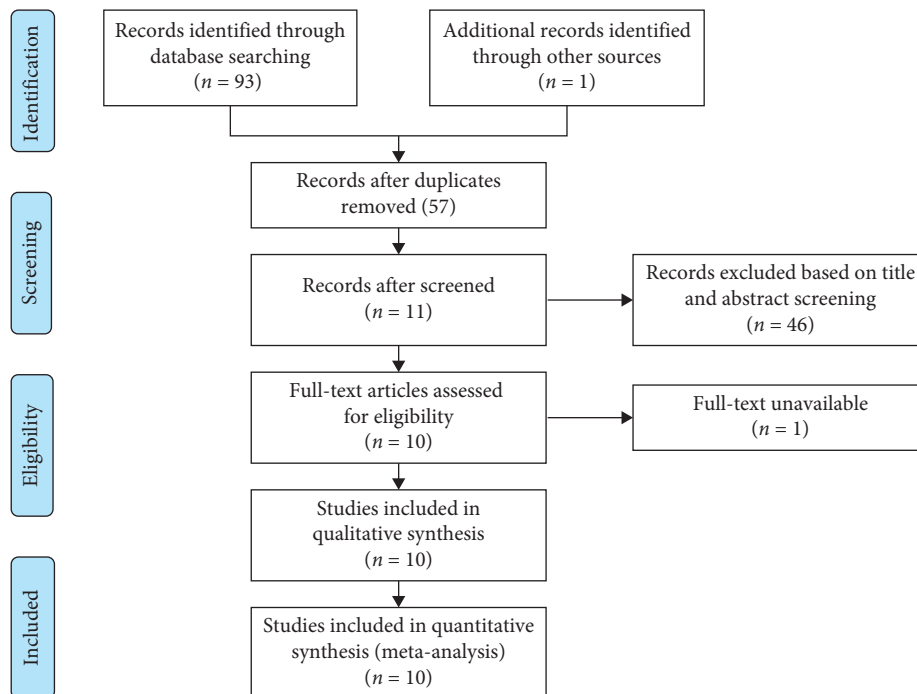 Identification
Records identified through
database searching
(n = 93)
Additional records identified
through other sources
(n = 1)
Records after duplicates
removed (57)
Screening
Records after screened
(n = 11)
Records excluded based on title
and abstract screening
(n = 46)
Eligibility
Full-text articles assessed
for eligibility
(n = 10)
Full-text unavailable
(n = 1)
Studies included in
qualitative synthesis
(n = 10)
Included
Studies included in quantitative
synthesis (meta-analysis)
(n = 10)